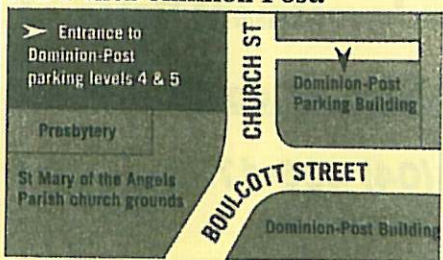 Entrance to
Dominion-Post
parking levels 4 & 5
CHURCH ST
Dominion-Post
Parking Building
Presbytery
St Mary of the Angels
Parish church grounds
BOULCOTT STREET
Dominion-Post Building